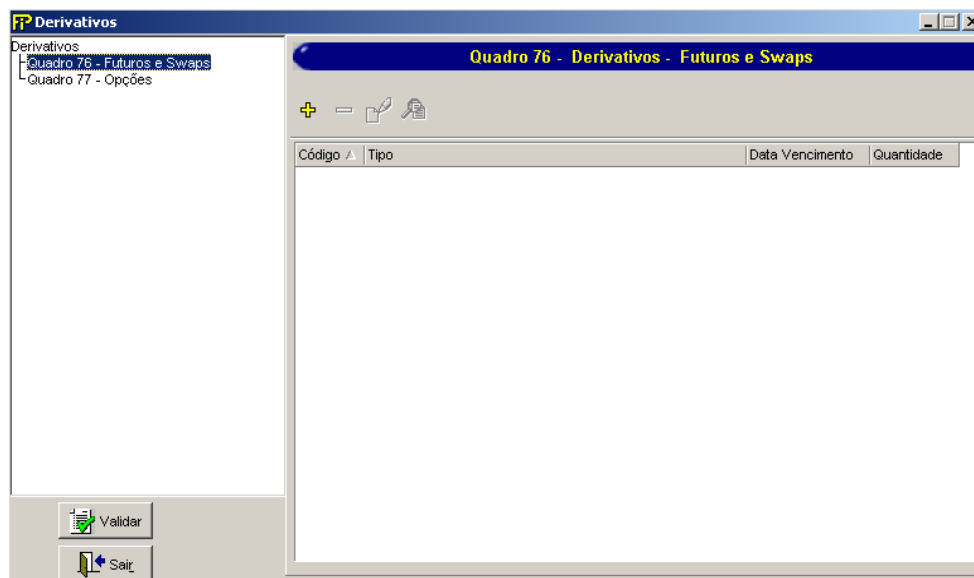 FIP Derivativos
Derivativos
Quadro 76 - Futuros e Swaps
Quadro 77 - Opções
Quadro 76 - Derivativos - Futuros e Swaps
Código Tipo Data Vencimento Quantidade
Validar
Sair